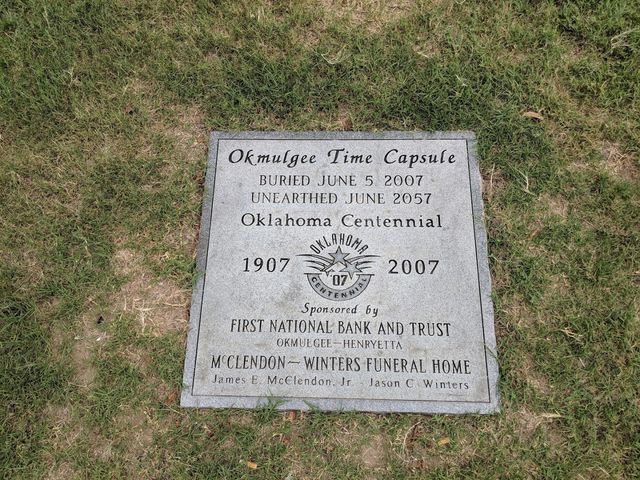 Okmulgee Time Capsule
BURIED JUNE 5 2007
UNEARTHED JUNE 2057
Oklahoma Centennial
1907 2007
OKLAHOMA
'07
CENTENNIAL
Sponsored by
FIRST NATIONAL BANK AND TRUST
OKMULGEE-HENRYETTA
McCLENDON-WINTERS FUNERAL HOME
James E. McClendon, Jr. - Jason C. Winters